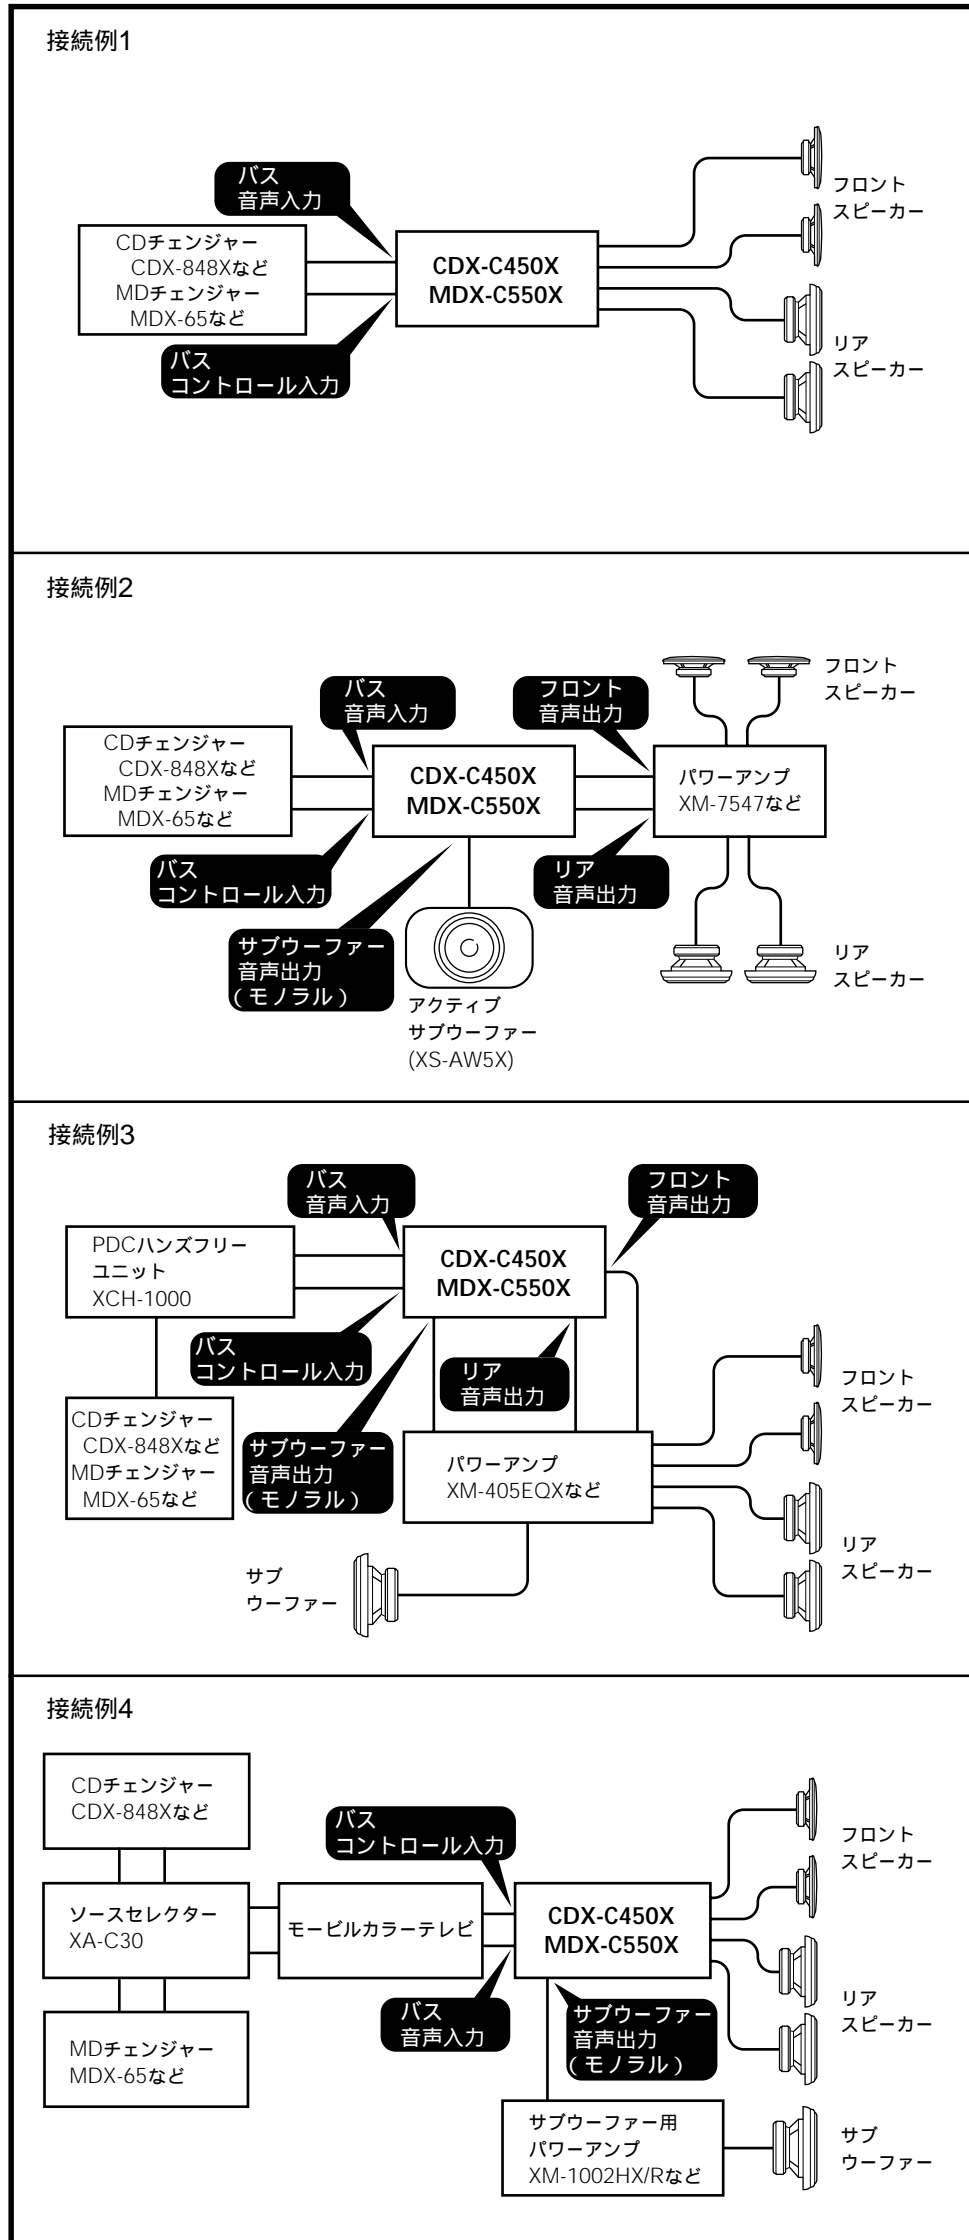 接続例1
バス
音声入力
CDチェンジャー
CDX-848Xなど
MDチェンジャー
MDX-65など
CDX-C450X
MDX-C550X
バス
コントロール入力
フロント
スピーカー
リア
スピーカー
接続例2
バス
音声入力
フロント
音声出力
フロント
スピーカー
CDチェンジャー
CDX-848Xなど
MDチェンジャー
MDX-65など
CDX-C450X
MDX-C550X
パワーアンプ
XM-7547など
バス
コントロール入力
リア
音声出力
サブウーファー
音声出力
(モノラル)
アクティブ
サブウーファー
(XS-AW5X)
リア
スピーカー
接続例3
バス
音声入力
フロント
音声出力
PDCハンズフリー
ユニット
XCH-1000
CDX-C450X
MDX-C550X
バス
コントロール入力
リア
音声出力
CDチェンジャー
CDX-848Xなど
MDチェンジャー
MDX-65など
サブウーファー
音声出力
(モノラル)
パワーアンプ
XM-405EQXなど
フロント
スピーカー
リア
スピーカー
サブ
ウーファー
接続例4
CDチェンジャー
CDX-848Xなど
バス
コントロール入力
フロント
スピーカー
ソースセレクター
XA-C30
モービルカラーテレビ
CDX-C450X
MDX-C550X
バス
音声入力
サブウーファー
音声出力
(モノラル)
リア
スピーカー
MDチェンジャー
MDX-65など
サブウーファー用
パワーアンプ
XM-1002HX/Rなど
サブ
ウーファー